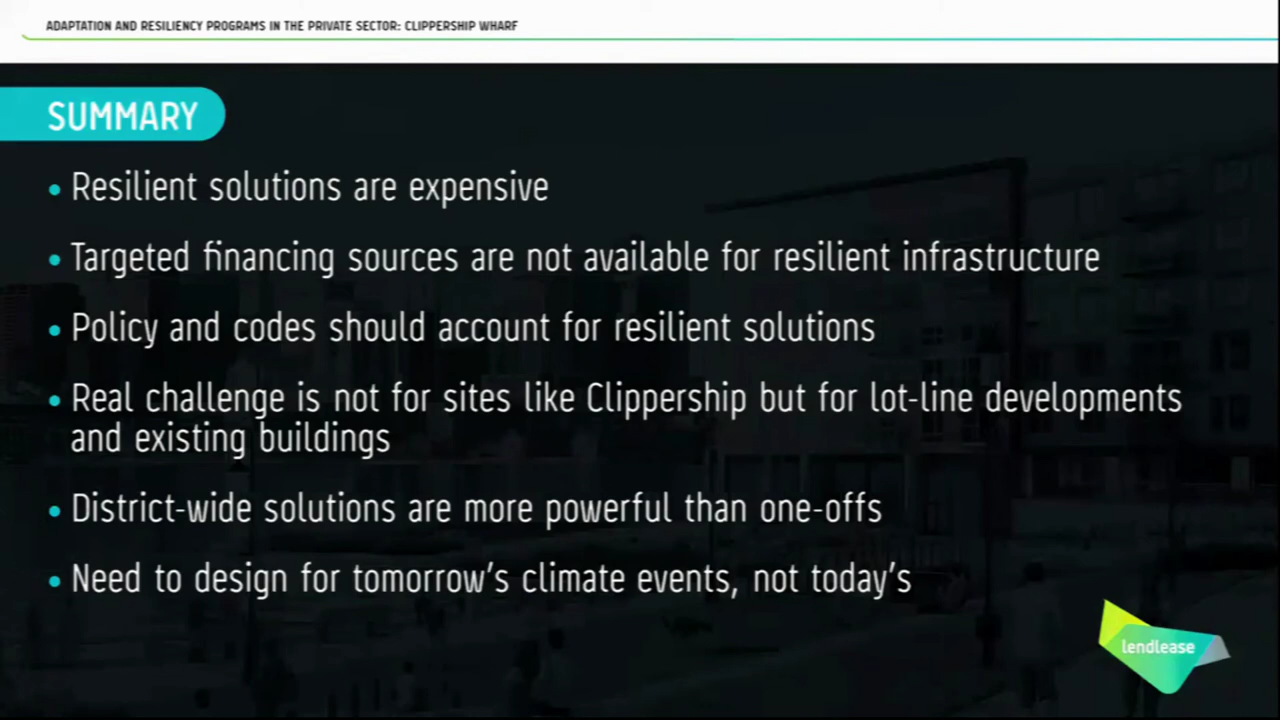 ADAPTATION AND RESILIENCY PROGRAMS IN THE PRIVATE SECTOR: CLIPPERSHIP WHARF
SUMMARY
• Resilient solutions are expensive
• Targeted financing sources are not available for resilient infrastructure
• Policy and codes should account for resilient solutions
• Real challenge is not for sites like Clippership but for lot-line developments
and existing buildings
• District-wide solutions are more powerful than one-offs
• Need to design for tomorrow's climate events, not today's
lendlease